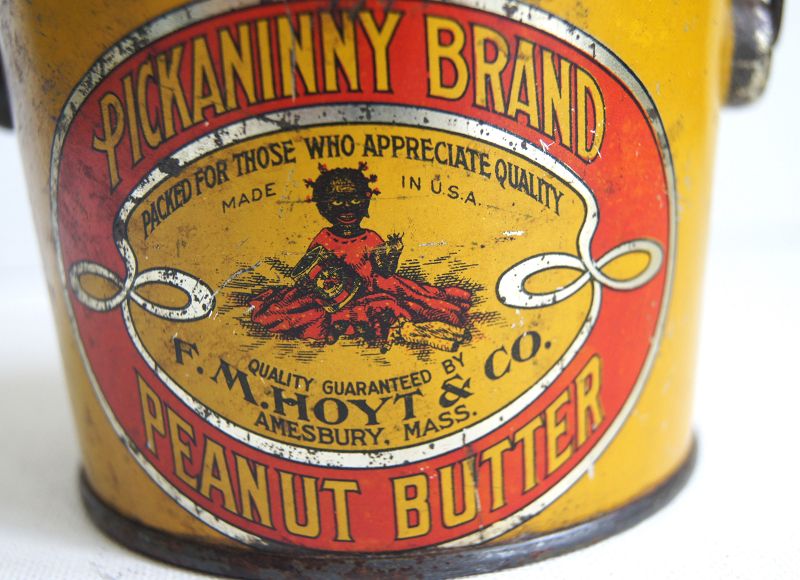 PICKANINNY BRAND
PACKED FOR THOSE WHO APPRECIATE QUALITY
MADE IN U.S.A.
QUALITY GUARANTEED BY
F. M. HOYT & CO.
AMESBURY, MASS.
PEANUT BUTTER